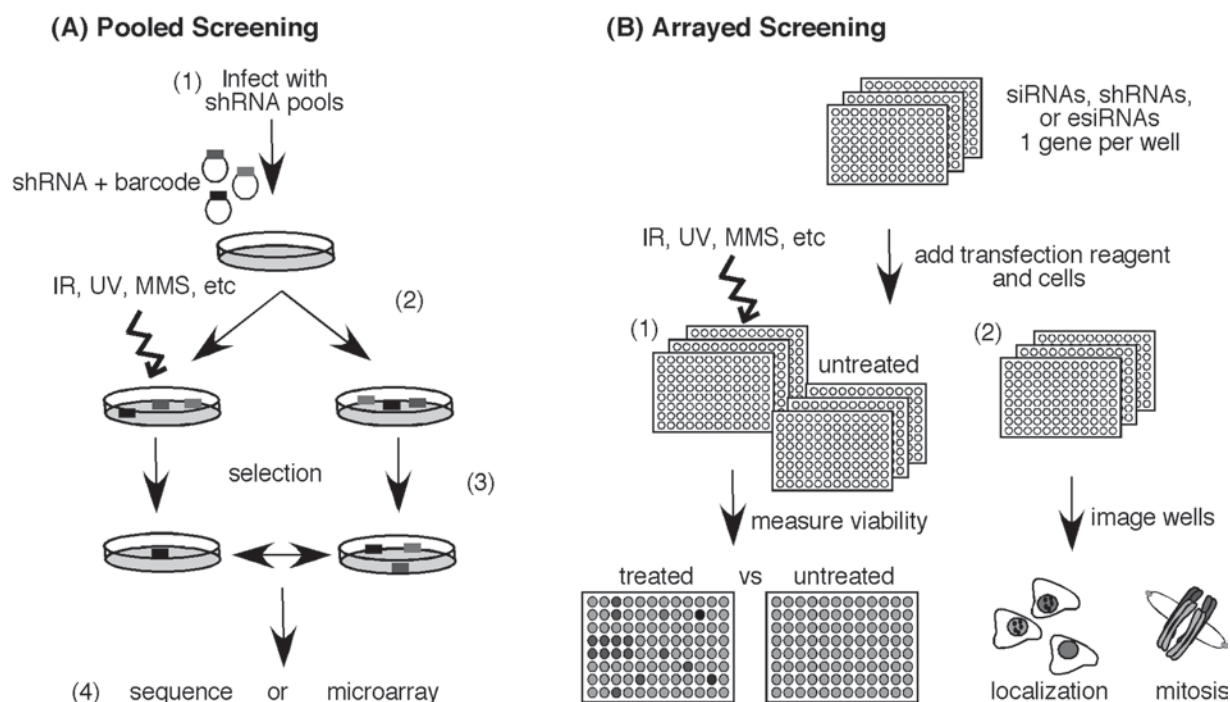 (A) Pooled Screening
(1) Infect with
shRNA pools
shRNA + barcode
IR, UV, MMS, etc
(2)
selection
(3)
(4) sequence or microarray
(B) Arrayed Screening
siRNAs, shRNAs,
or esiRNAs
1 gene per well
IR, UV, MMS, etc
add transfection reagent
and cells
(1)
untreated
(2)
measure viability
image wells
treated vs untreated
localization mitosis